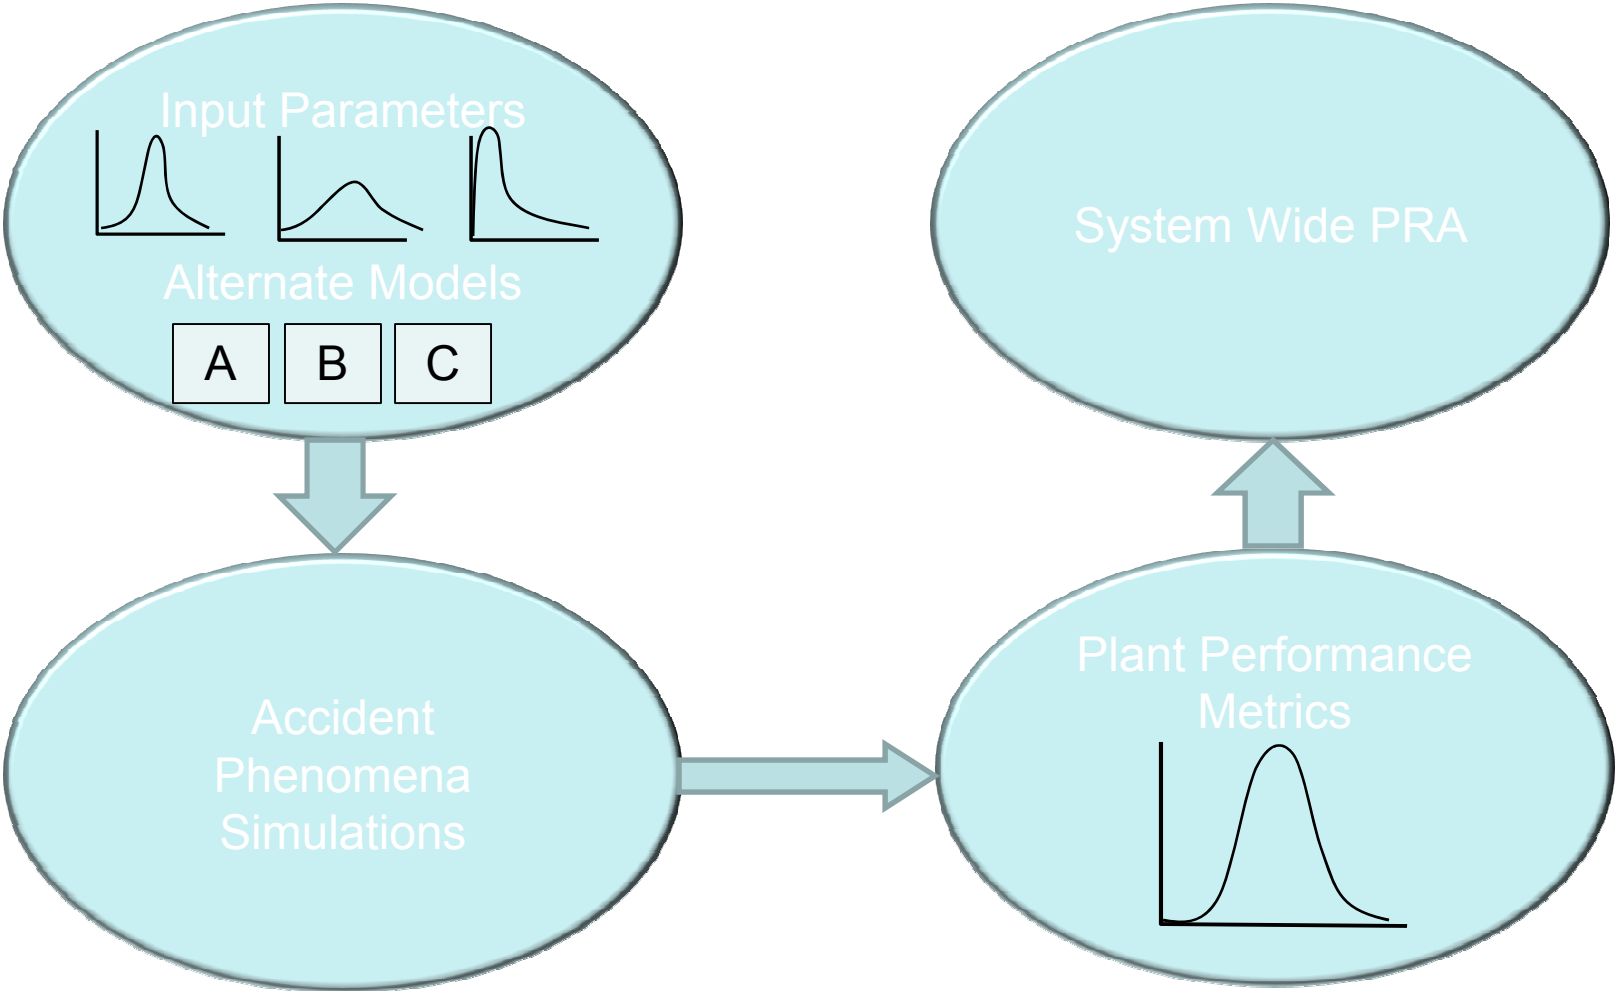 Input Parameters
Alternate Models
A B C
System Wide PRA
Accident
Phenomena
Simulations
Plant Performance
Metrics